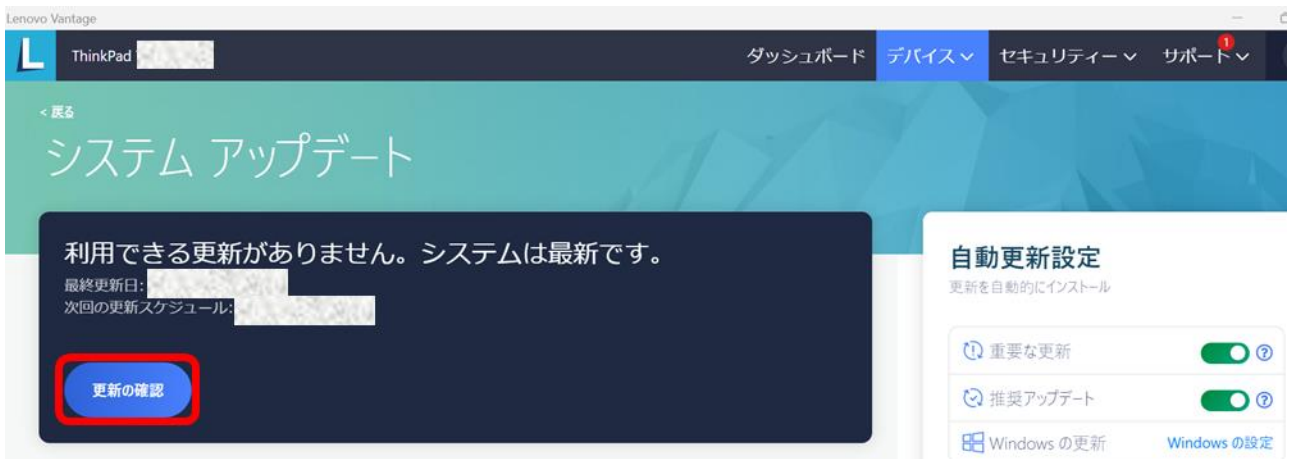 Lenovo Vantage
L ThinkPad
ダッシュボード デバイス セキュリティー サポート 1
< 戻る
システム アップデート
利用できる更新がありません。システムは最新です。
最終更新日:
次回の更新スケジュール:
更新の確認
自動更新設定
更新を自動的にインストール
重要な更新 ?
推奨アップデート ?
Windows の更新 Windows の設定